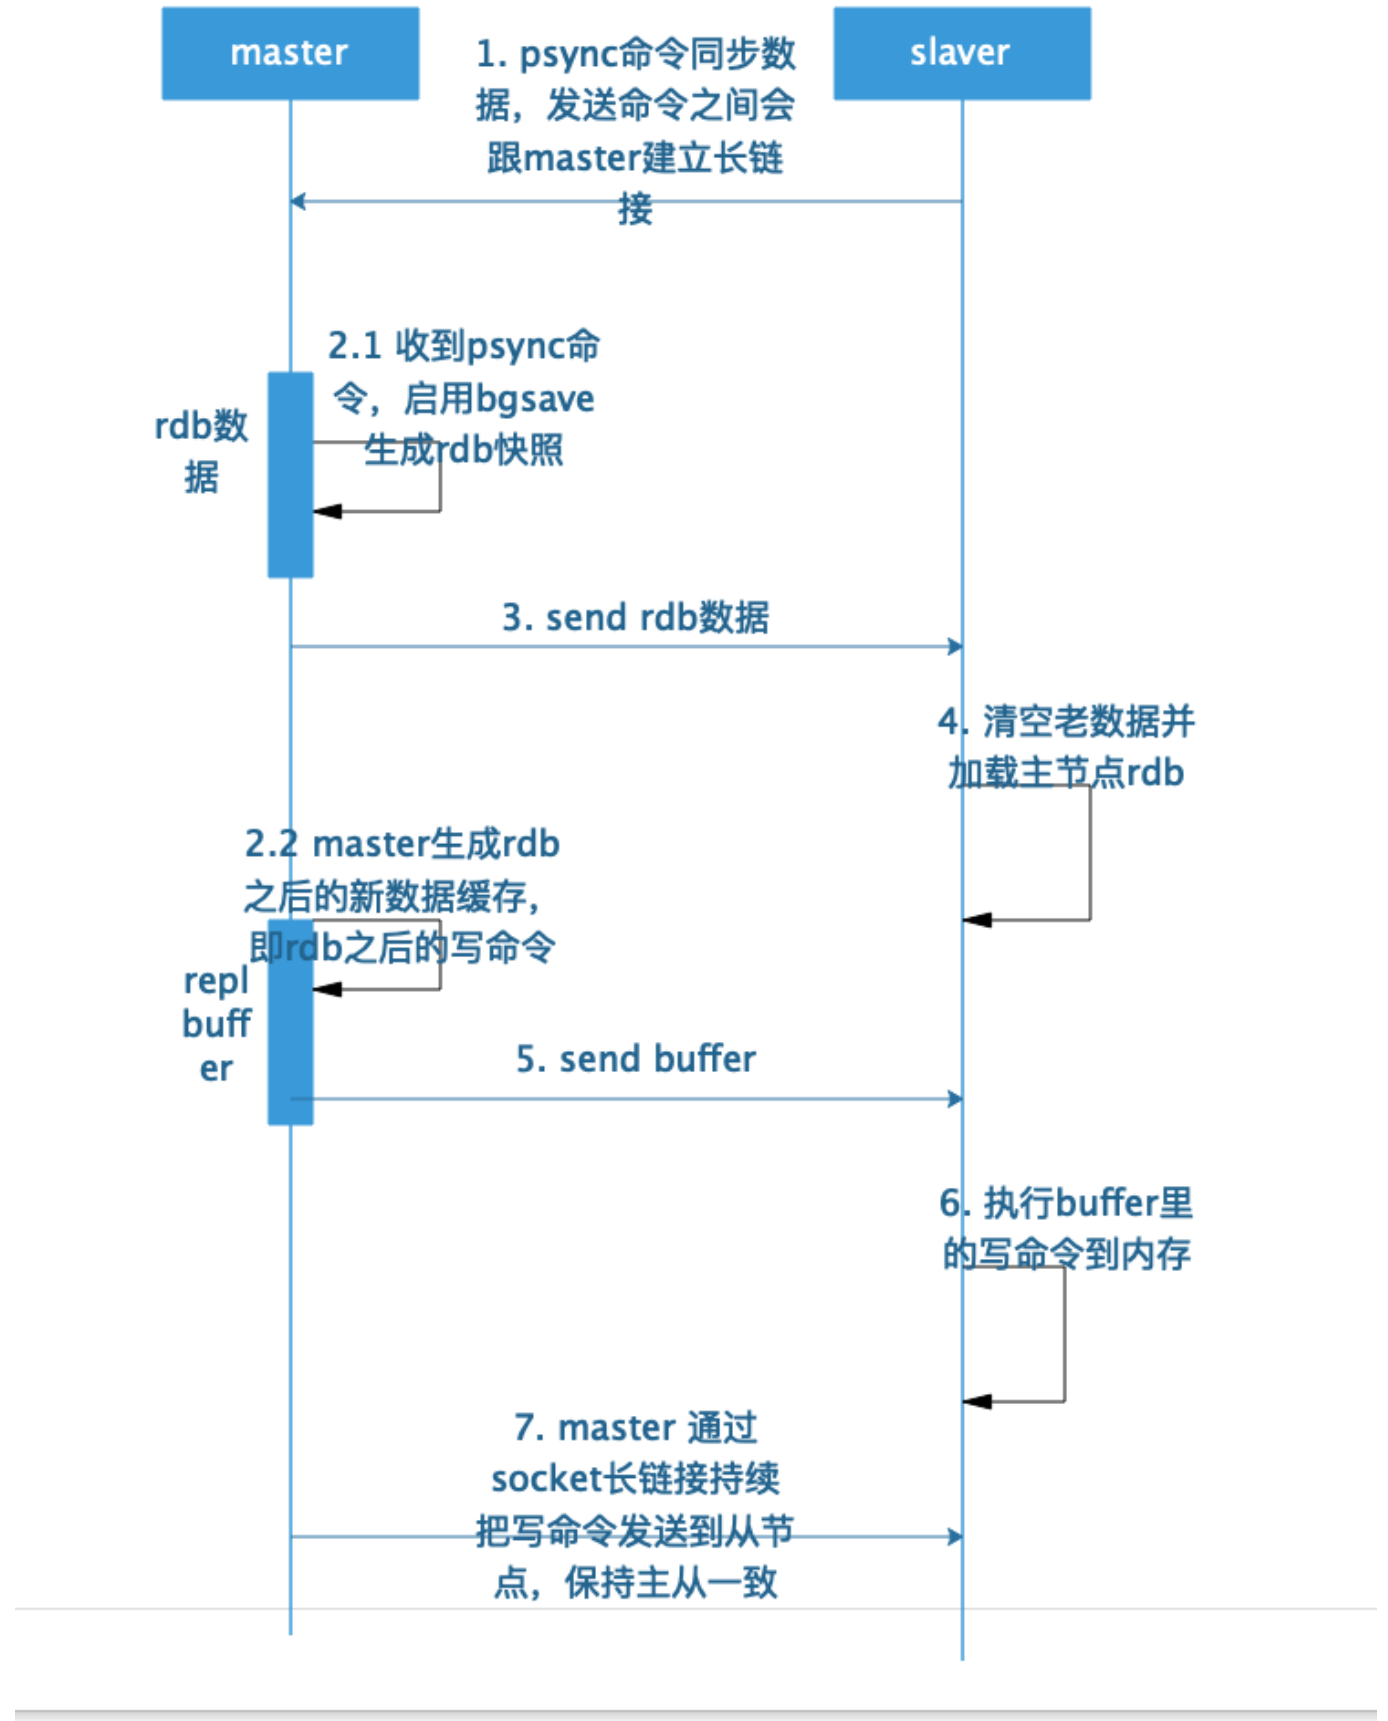 master
slaver
1. psync命令同步数
据，发送命令之间会
跟master建立长链
接
2.1 收到psync命
令，启用bgsave
生成rdb快照
rdb数
据
3. send rdb数据
4. 清空老数据并
加载主节点rdb
2.2 master生成rdb
之后的新数据缓存，
即rdb之后的写命令
repl
buff
er
5. send buffer
6. 执行buffer里
的写命令到内存
7. master 通过
socket长链接持续
把写命令发送到从节
点，保持主从一致